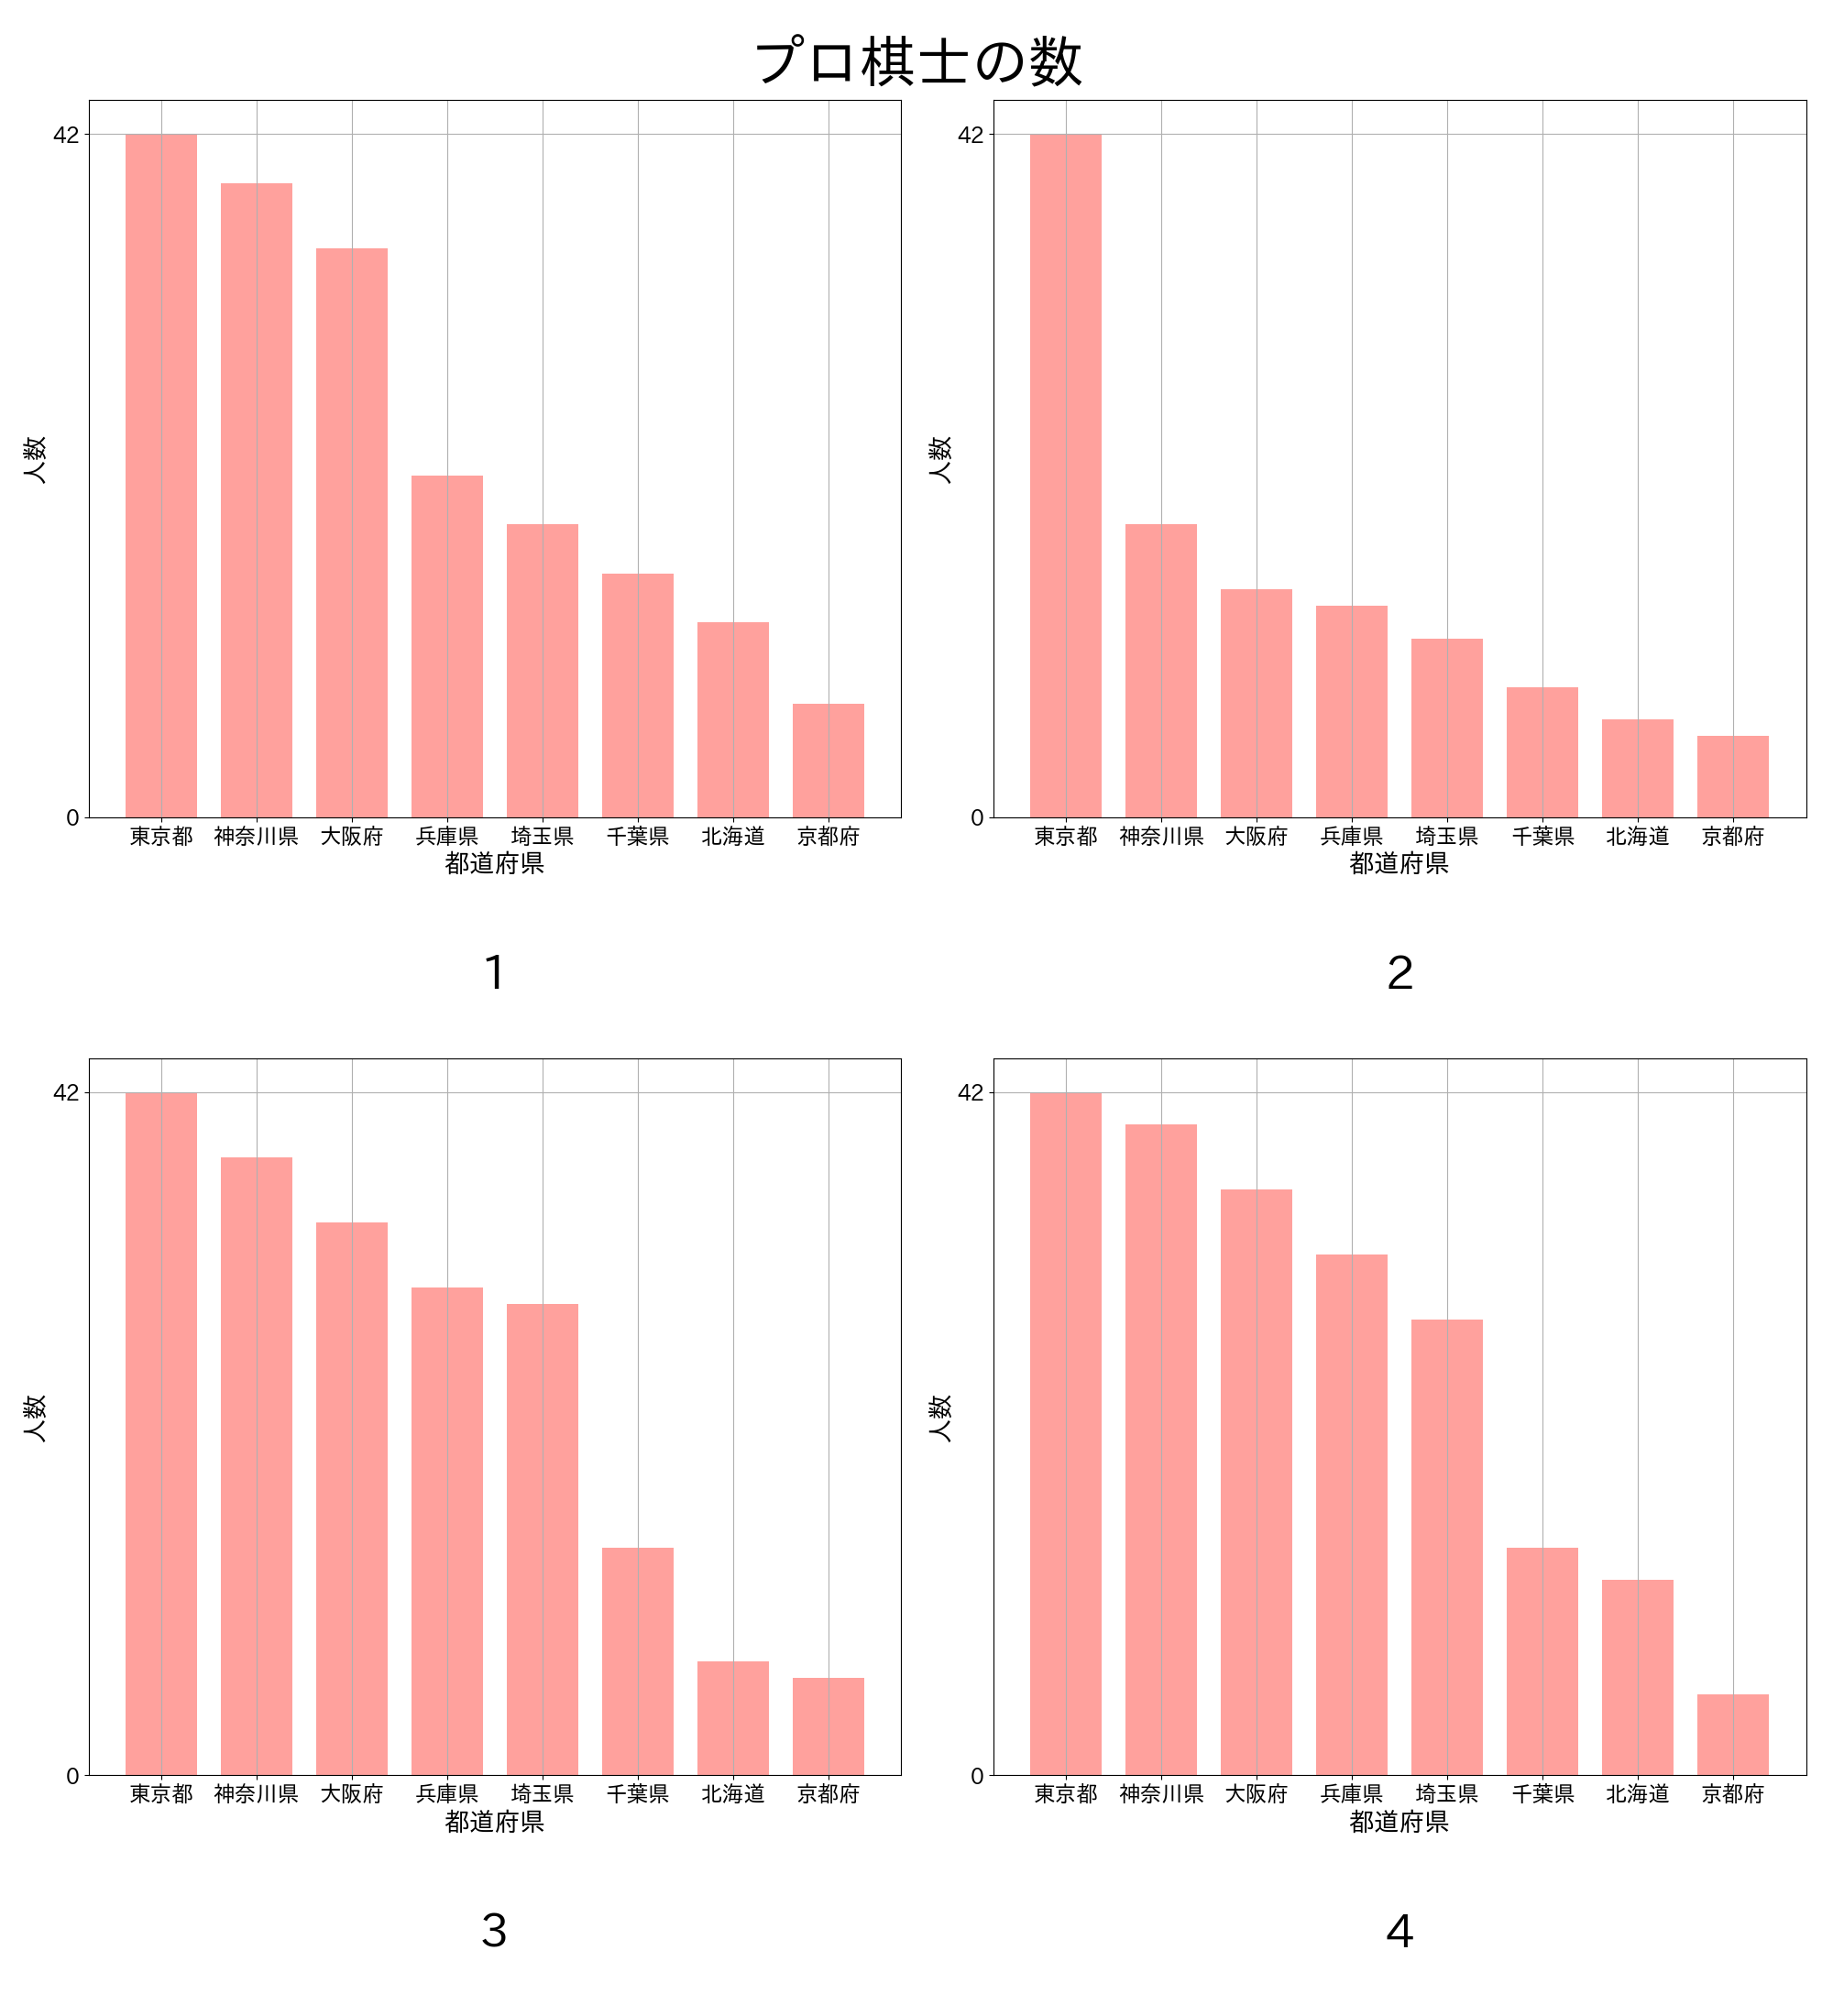 プロ棋士の数
42
人数
0
東京都 神奈川県 大阪府 兵庫県 埼玉県 千葉県 北海道 京都府
都道府県
1
42
人数
0
東京都 神奈川県 大阪府 兵庫県 埼玉県 千葉県 北海道 京都府
都道府県
2
42
人数
0
東京都 神奈川県 大阪府 兵庫県 埼玉県 千葉県 北海道 京都府
都道府県
3
42
人数
0
東京都 神奈川県 大阪府 兵庫県 埼玉県 千葉県 北海道 京都府
都道府県
4